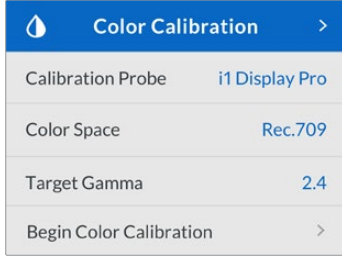 Color Calibration
Calibration Probe i1 Display Pro
Color Space Rec.709
Target Gamma 2.4
Begin Color Calibration